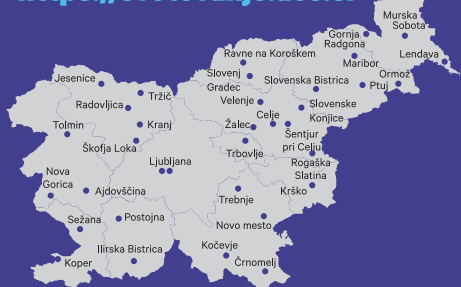 Murska
Sobota
Gornja
Radgona
Lendava
Maribor
Ravne na Koroškem
Ormož
Slovenj
Gradec
Slovenska Bistrica
Ptuj
Jesenice
Velenje
Slovenske
Konjice
Radovljica
Tržič
Celje
Tolmin
Kranj
Žalec
Šentjur
pri Celju
Škofja Loka
Trbovlje
Ljubljana
Rogaška
Slatina
Nova
Gorica
Ajdovščina
Krško
Trebnje
Sežana
Postojna
Novo mesto
Ilirska Bistrica
Kočevje
Koper
Črnomelj